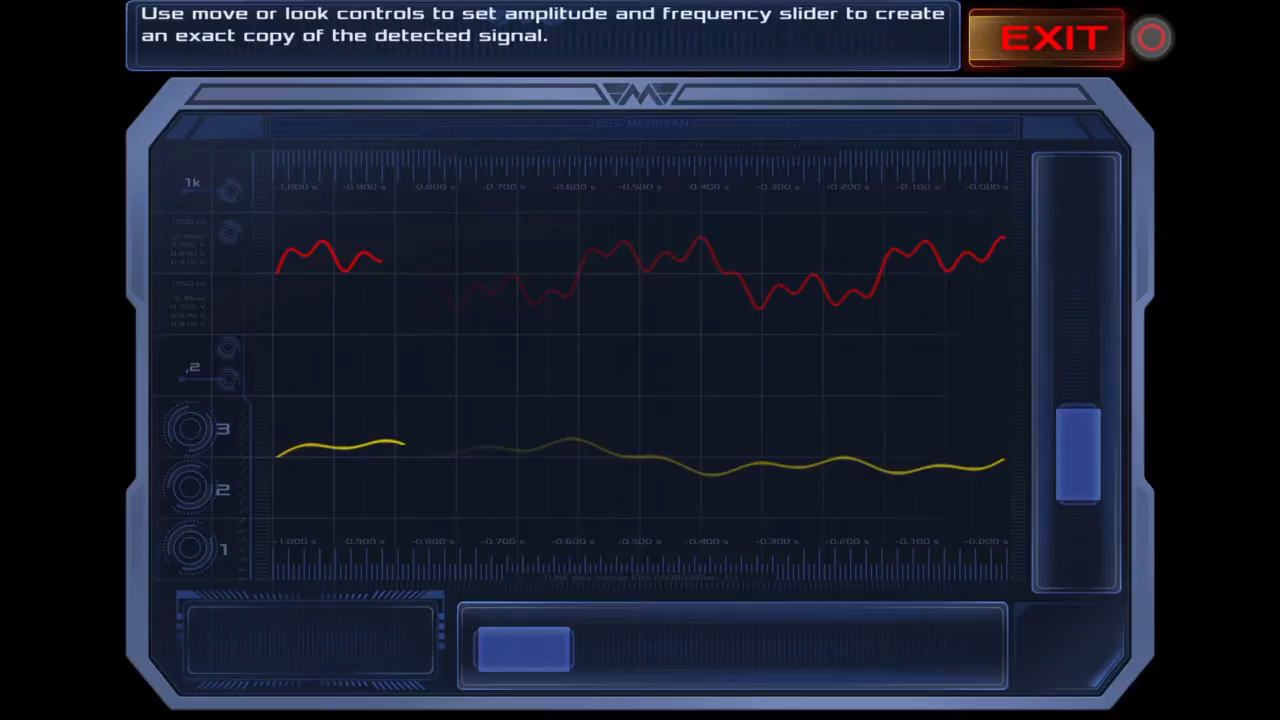 Use move or look controls to set amplitude and frequency slider to create
an exact copy of the detected signal.
EXIT
ESS MERIDIAN
1k
-1.000 s -0.900 s -0.800 s -0.700 s -0.600 s -0.500 s -0.400 s -0.300 s -0.200 s -0.100 s -0.000 s
,2
3
2
1
-1.000 s -0.900 s -0.800 s -0.700 s -0.600 s -0.500 s -0.400 s -0.300 s -0.200 s -0.100 s -0.000 s